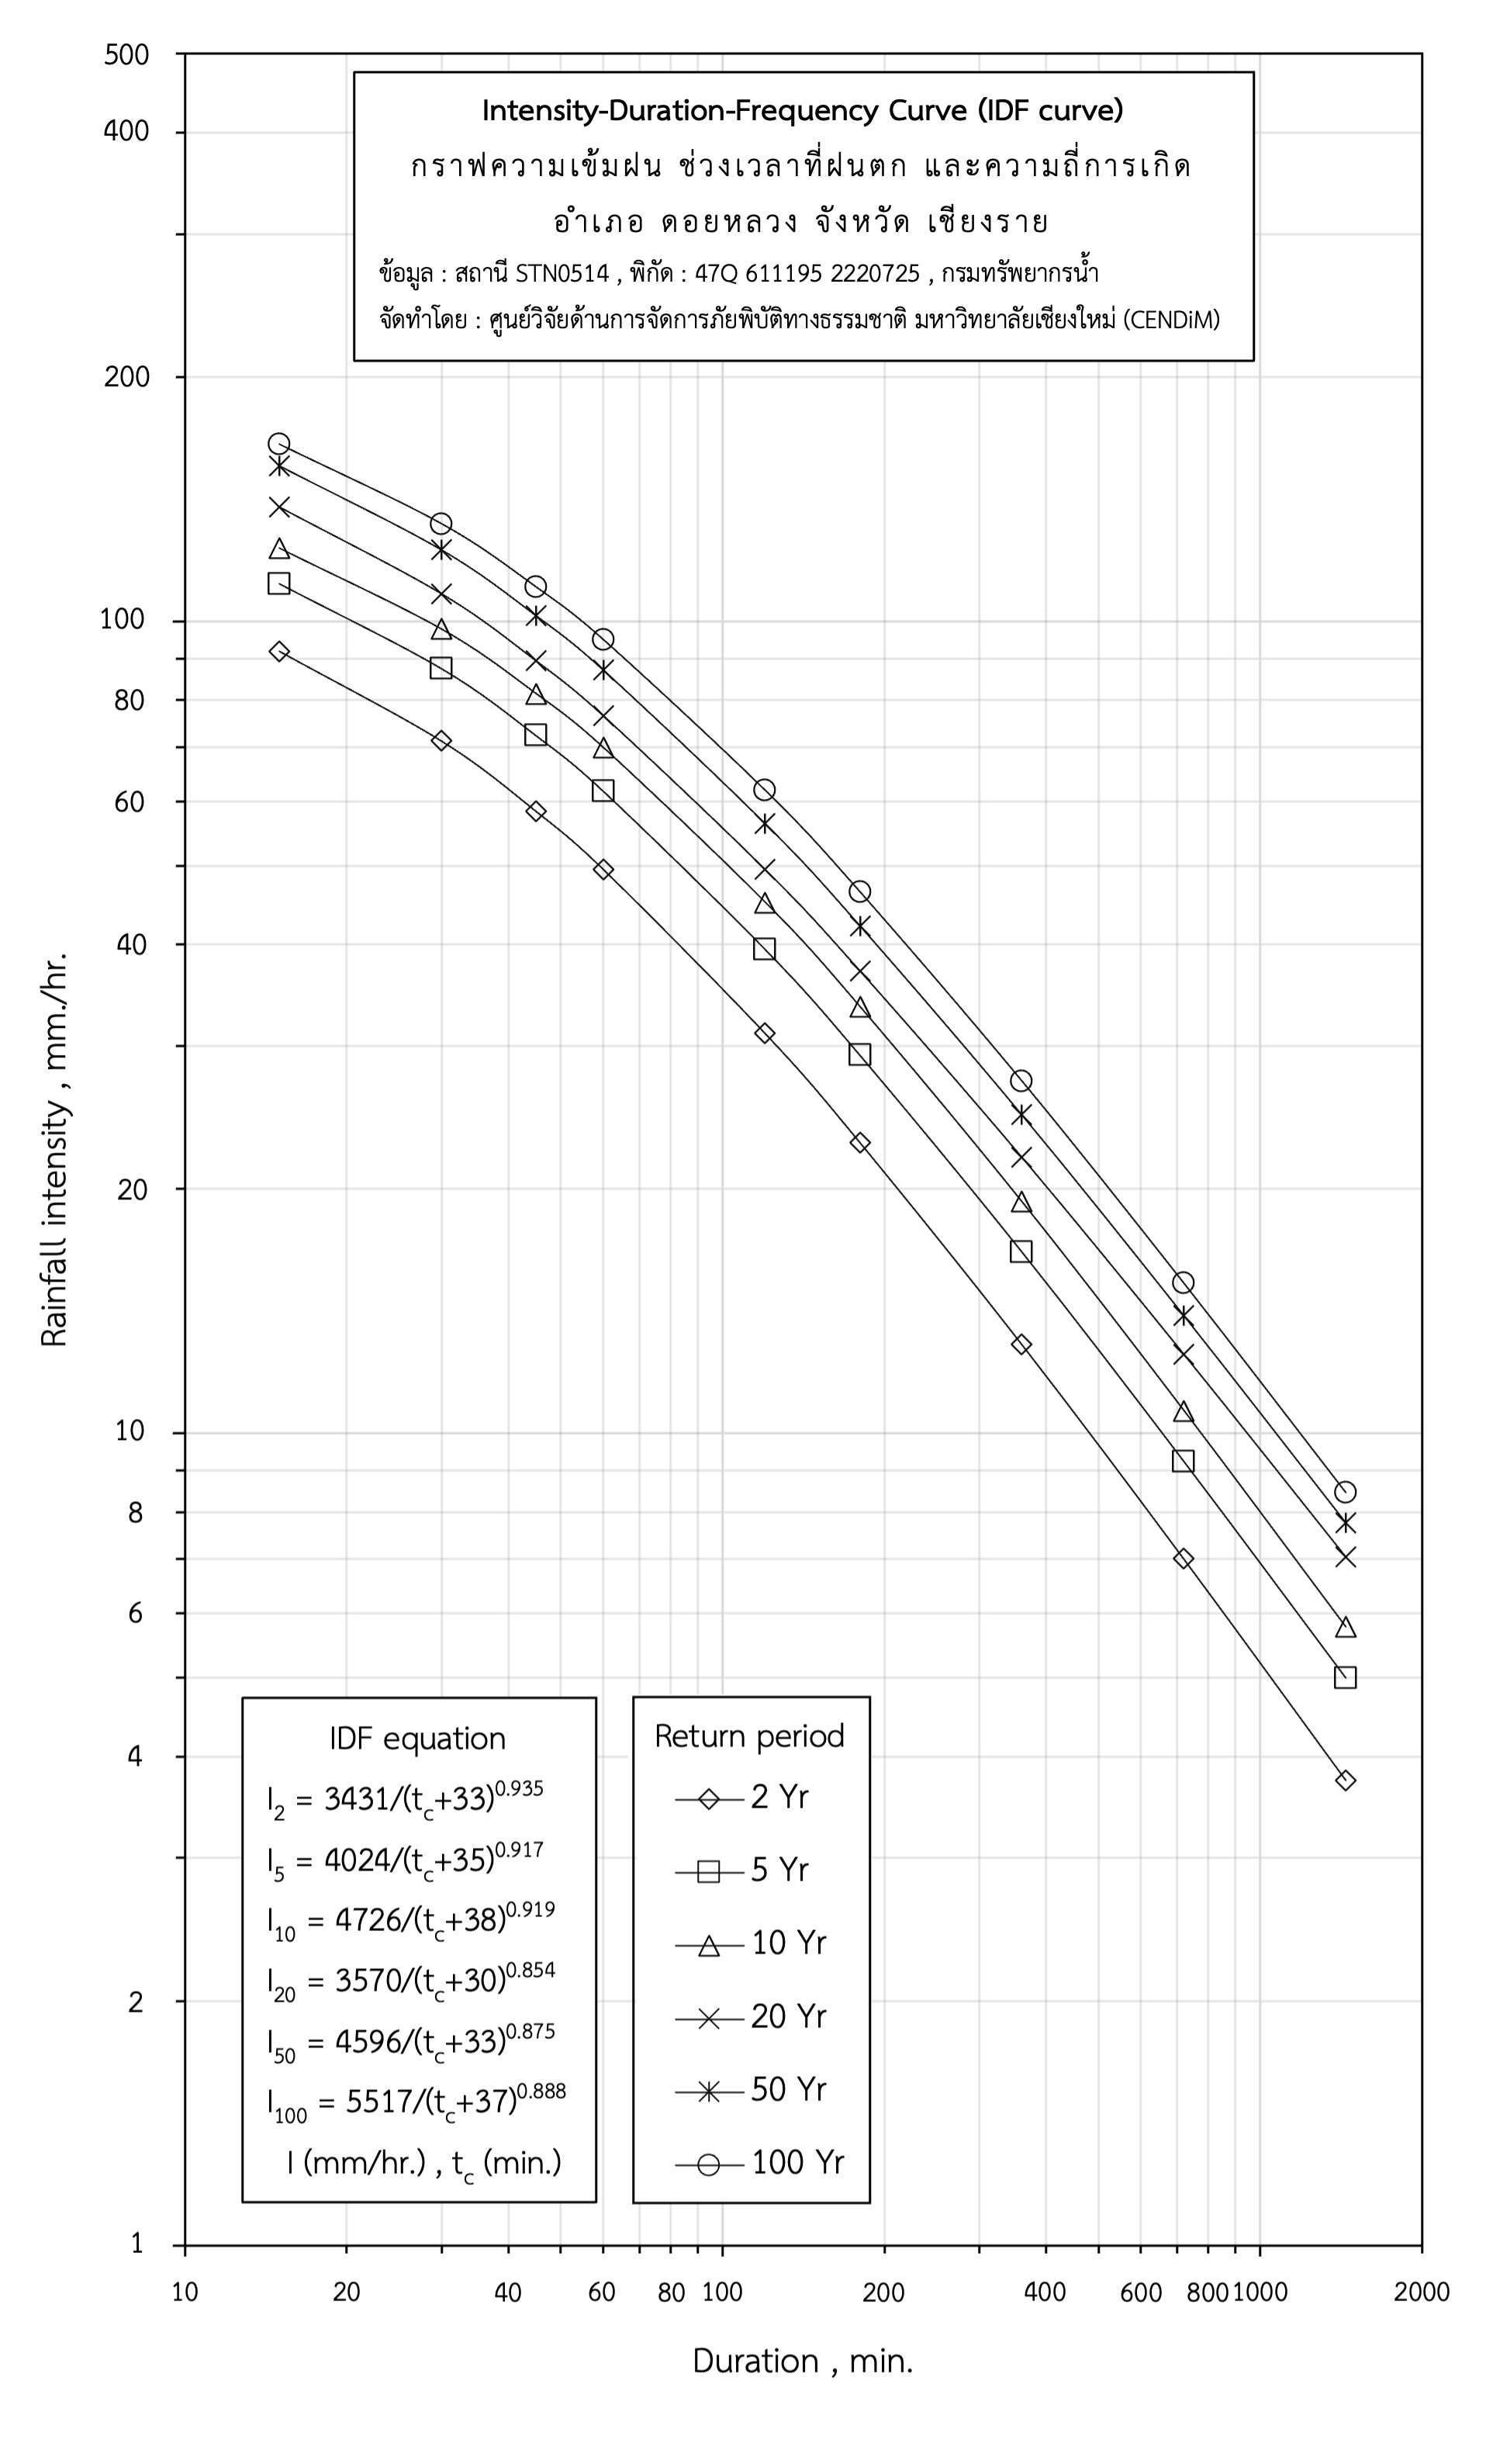 500
400
200
100
80
60
40
20
10
8
6
4
2
1
Rainfall intensity , mm./hr.
Intensity-Duration-Frequency Curve (IDF curve)
กราฟความเข้มฝน ช่วงเวลาที่ฝนตก และความถี่การเกิด
อำเภอ ดอยหลวง จังหวัด เชียงราย
ข้อมูล : สถานี STN0514 , พิกัด : 47Q 611195 2220725 , กรมทรัพยากรน้ำ
จัดทำโดย : ศูนย์วิจัยด้านการจัดการภัยพิบัติทางธรรมชาติ มหาวิทยาลัยเชียงใหม่ (CENDiM)
IDF equation
I2 = 3431/(tc+33)0.935
I5 = 4024/(tc+35)0.917
I10 = 4726/(tc+38)0.919
I20 = 3570/(tc+30)0.854
I50 = 4596/(tc+33)0.875
I100 = 5517/(tc+37)0.888
I (mm/hr.) , tc (min.)
Return period
2 Yr
5 Yr
10 Yr
20 Yr
50 Yr
100 Yr
10 20 40 60 80 100 200 400 600 800 1000 2000
Duration , min.